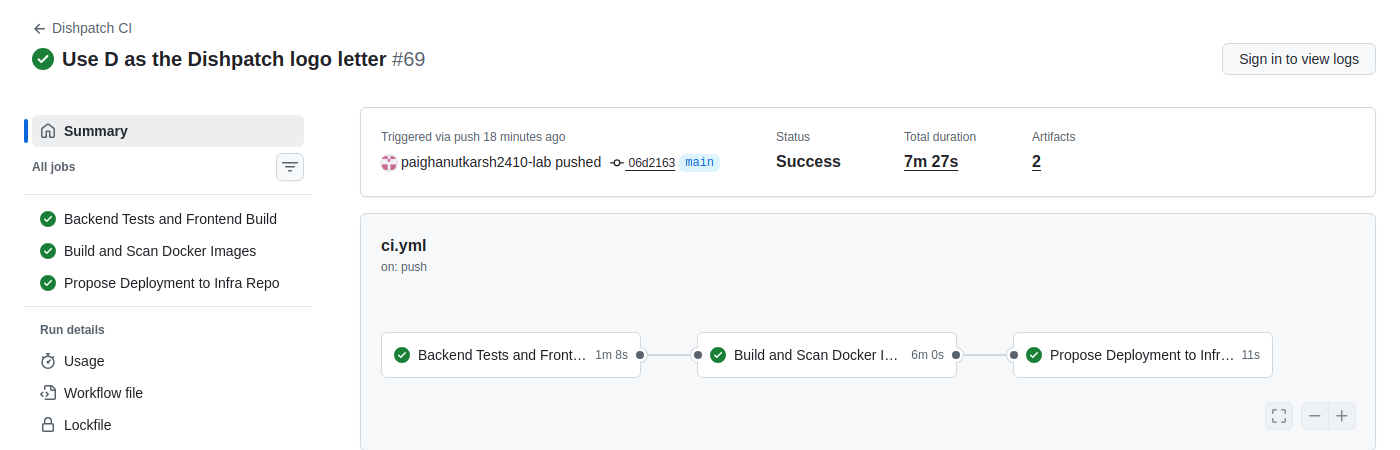 Dishpatch CI
Use D as the Dishpatch logo letter #69
Sign in to view logs
Summary
All jobs
Backend Tests and Frontend Build
Build and Scan Docker Images
Propose Deployment to Infra Repo
Run details
Usage
Workflow file
Lockfile
Triggered via push 18 minutes ago
paighanutkarsh2410-lab pushed 06d2163 main
Status
Success
Total duration
7m 27s
Artifacts
2
ci.yml
on: push
Backend Tests and Front... 1m 8s
Build and Scan Docker I... 6m 0s
Propose Deployment to Infr... 11s